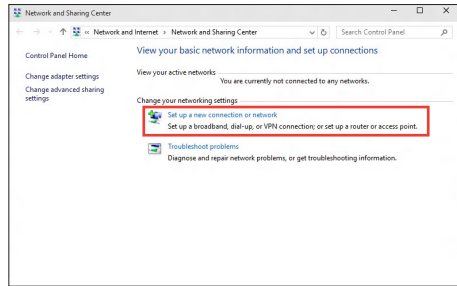 Network and Sharing Center
« Network and Internet › Network and Sharing Center
Search Control Panel
Control Panel Home
View your basic network information and set up connections
Change adapter settings
Change advanced sharing
settings
View your active networks
You are currently not connected to any networks.
Change your networking settings
Set up a new connection or network
Set up a broadband, dial-up, or VPN connection; or set up a router or access point.
Troubleshoot problems
Diagnose and repair network problems, or get troubleshooting information.